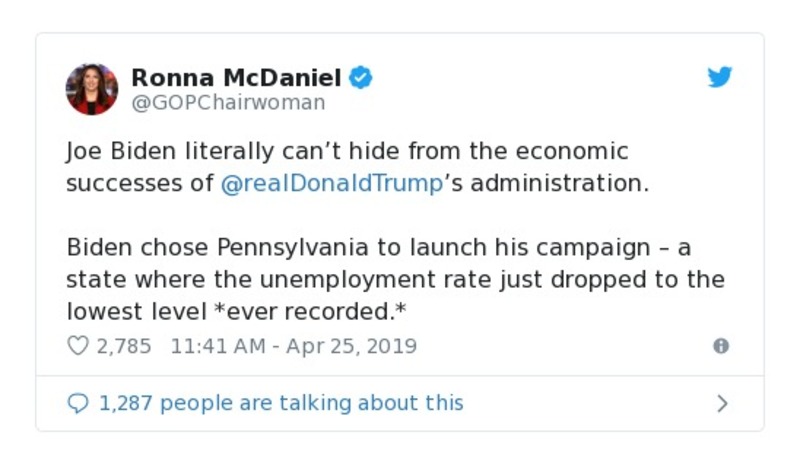 Ronna McDaniel
@GOPChairwoman
Joe Biden literally can’t hide from the economic
successes of @realDonaldTrump’s administration.
Biden chose Pennsylvania to launch his campaign – a
state where the unemployment rate just dropped to the
lowest level *ever recorded.*
2,785 11:41 AM - Apr 25, 2019
1,287 people are talking about this